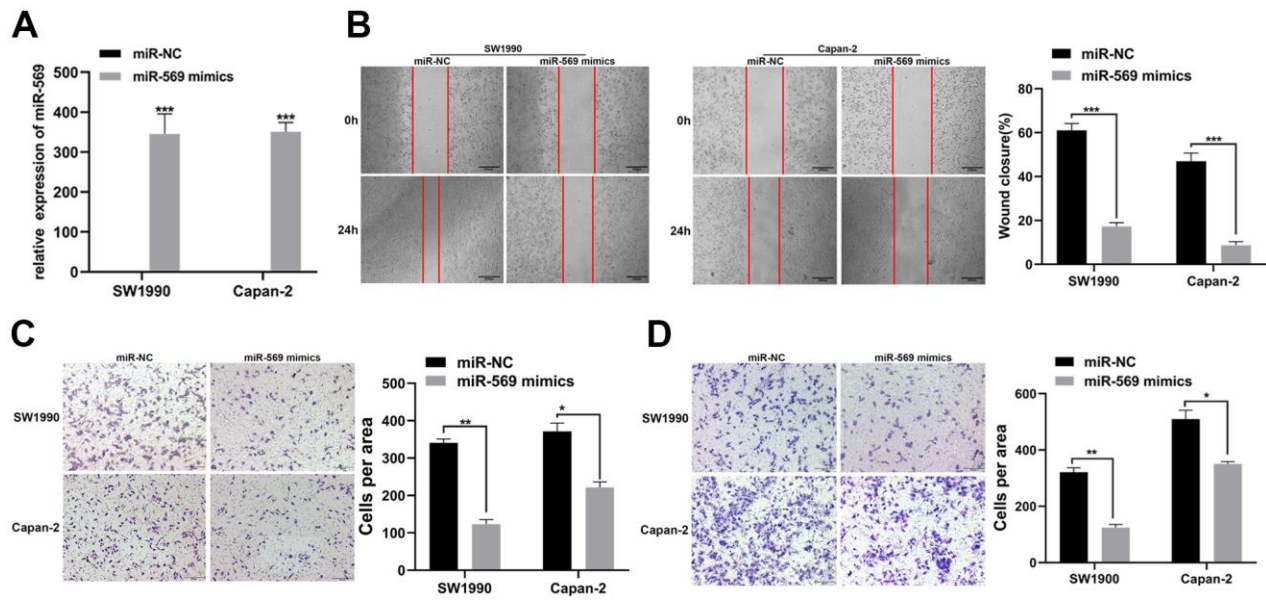 A
miR-NC
miR-569 mimics
relative expression of miR-569
500
400
300
200
100
0
***
***
SW1990
Capan-2
B
SW1990
miR-NC
miR-569 mimics
0h
24h
Capan-2
miR-NC
miR-569 mimics
0h
24h
miR-NC
miR-569 mimics
Wound closure(%)
80
60
40
20
0
***
***
SW1990
Capan-2
C
miR-NC
miR-569 mimics
SW1990
Capan-2
miR-NC
miR-569 mimics
Cells per area
500
400
300
200
100
0
**
*
SW1990
Capan-2
D
miR-NC
miR-569 mimics
SW1990
Capan-2
miR-NC
miR-569 mimics
Cells per area
600
400
200
0
**
*
SW1900
Capan-2